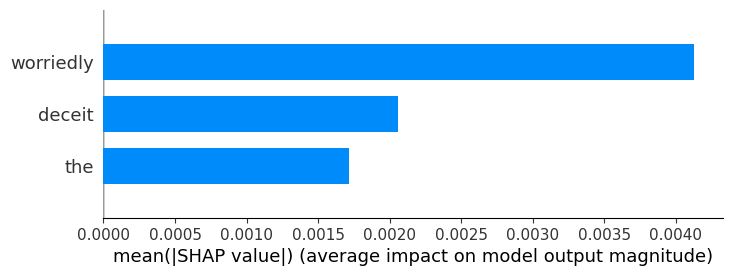 worriedly
deceit
the
0.0000 0.0005 0.0010 0.0015 0.0020 0.0025 0.0030 0.0035 0.0040
mean(|SHAP value|) (average impact on model output magnitude)